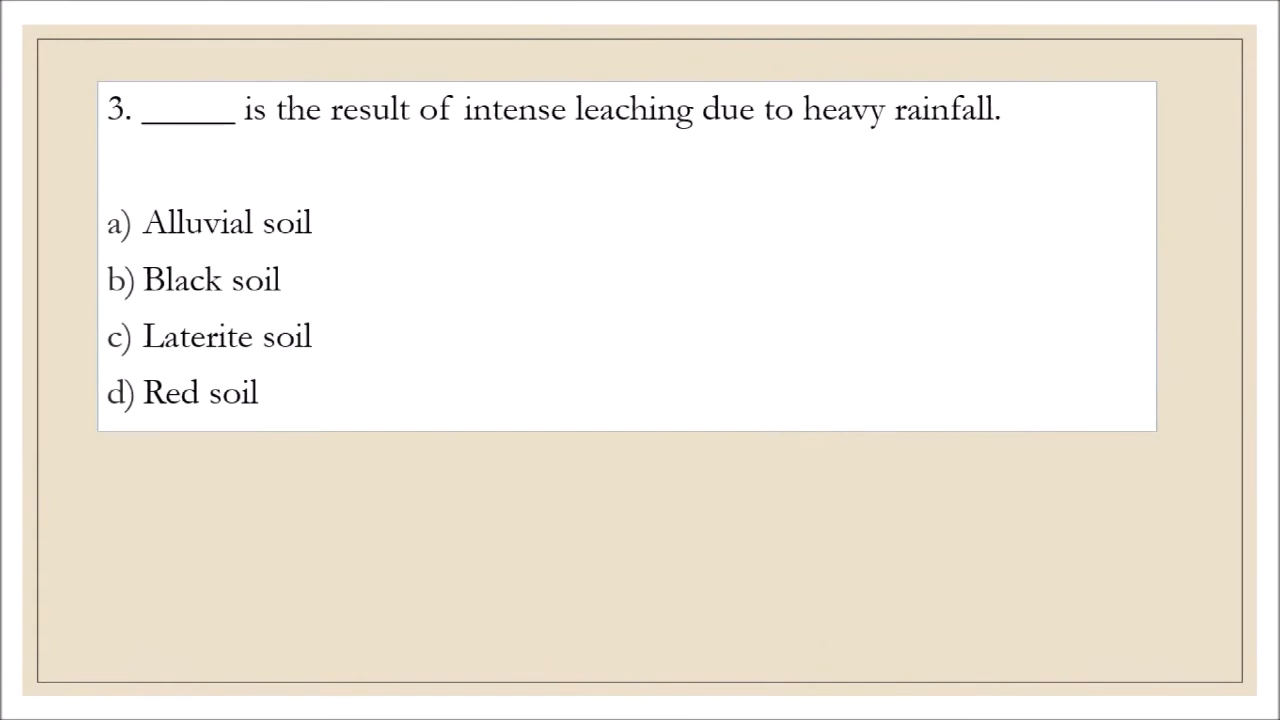 3. _____ is the result of intense leaching due to heavy rainfall.
a) Alluvial soil
b) Black soil
c) Laterite soil
d) Red soil